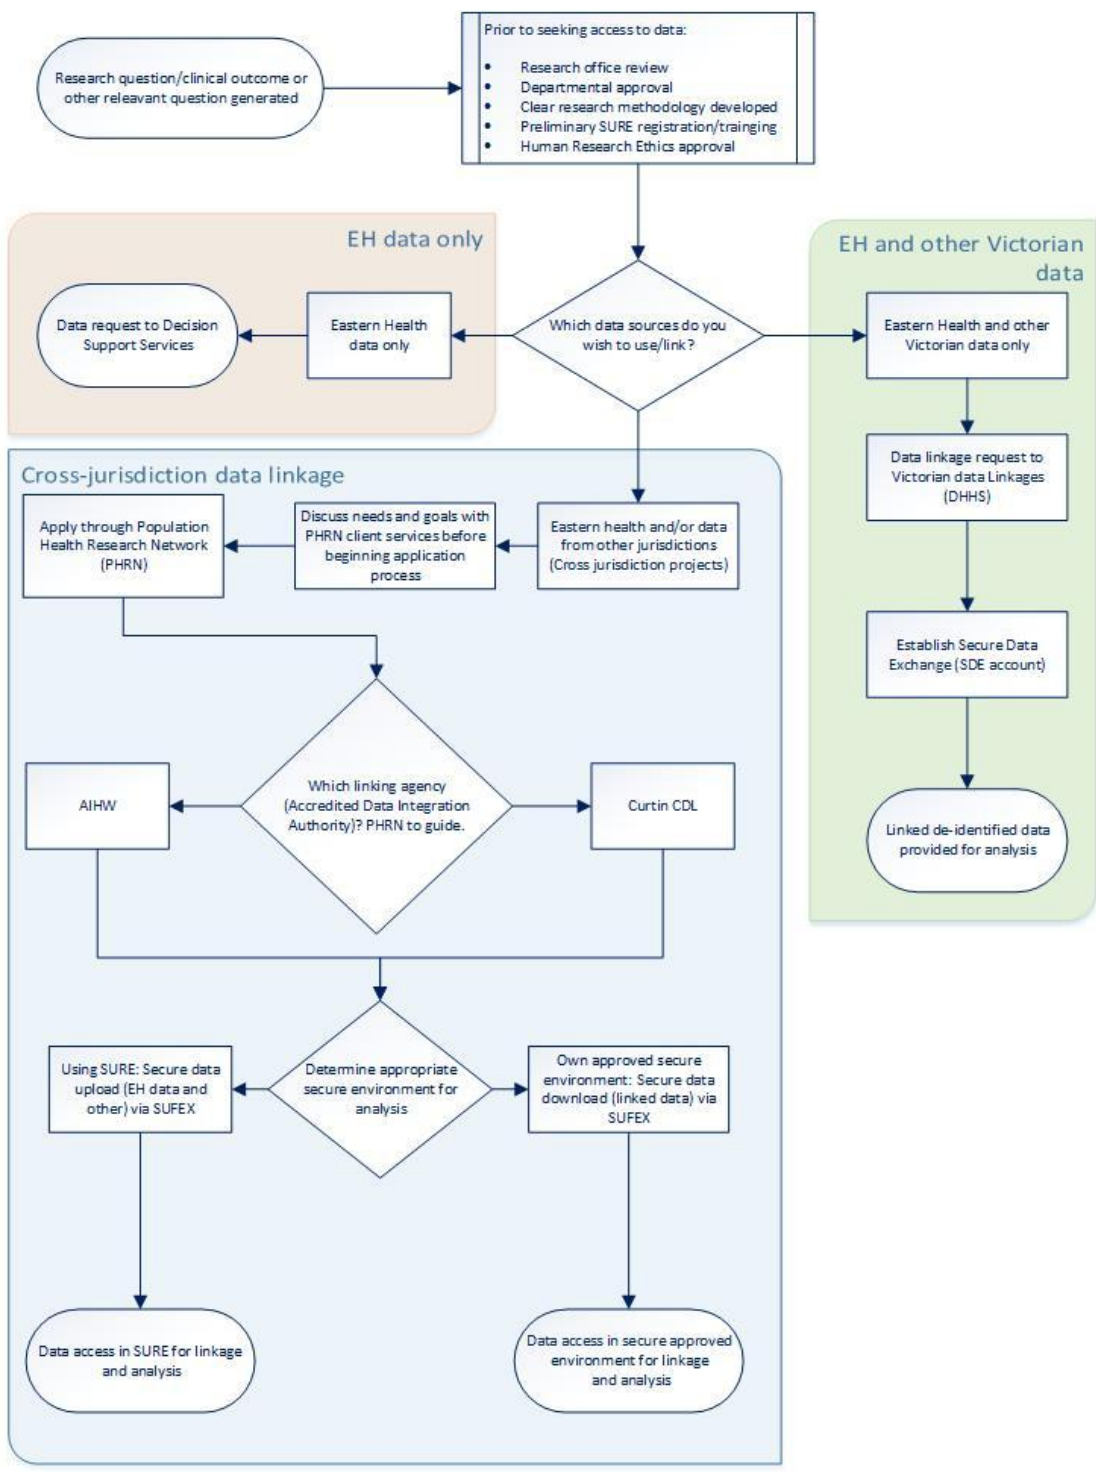 Prior to seeking access to data:
• Research office review
• Departmental approval
• Clear research methodology developed
• Preliminary SURE registration/trainging
• Human Research Ethics approval
Research question/clinical outcome or
other releavant question generated
EH data only
EH and other Victorian
data
Data request to Decision
Support Services
Eastern Health
data only
Which data sources do you
wish to use/link?
Eastern Health and other
Victorian data only
Data linkage request to
Victorian data Linkages
(DHHS)
Establish Secure Data
Exchange (SDE account)
Linked de-identified data
provided for analysis
Cross-jurisdiction data linkage
Apply through Population
Health Research Network
(PHRN)
Discuss needs and goals with
PHRN client services before
beginning application
process
Eastern health and/or data
from other jurisdictions
(Cross jurisdiction projects)
AIHW
Which linking agency
(Accredited Data Integration
Authority)? PHRN to guide.
Curtin CDL
Using SURE: Secure data
upload (EH data and
other) via SUFEX
Determine appropriate
secure environment for
analysis
Own approved secure
environment: Secure data
download (linked data) via
SUFEX
Data access in SURE for linkage
and analysis
Data access in secure approved
environment for linkage
and analysis